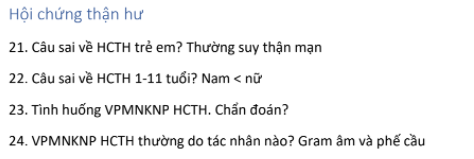 Hội chứng thận hư
21. Câu sai về HCTH trẻ em? Thường suy thận mạn
22. Câu sai về HCTH 1-11 tuổi? Nam < nữ
23. Tình huống VPMNKNP HCTH. Chẩn đoán?
24. VPMNKNP HCTH thường do tác nhân nào? Gram âm và phế cầu